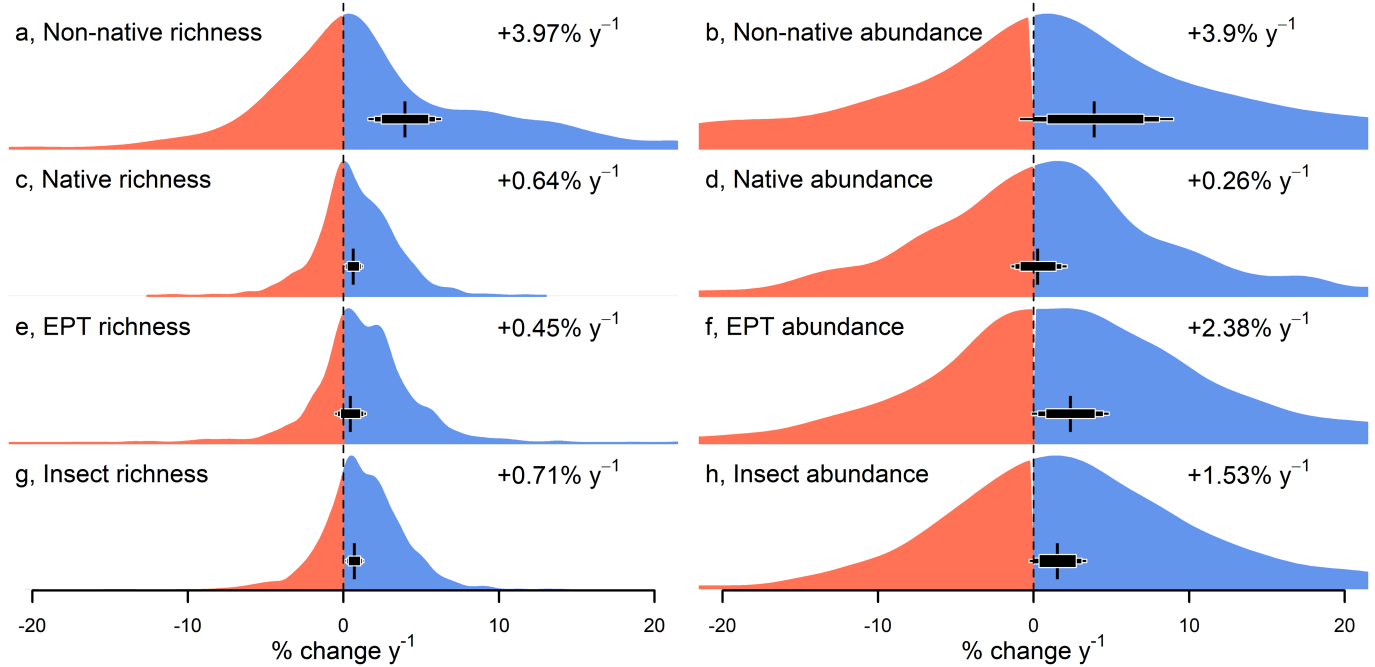 a, Non-native richness +3.97% y⁻¹
b, Non-native abundance +3.9% y⁻¹
c, Native richness +0.64% y⁻¹
d, Native abundance +0.26% y⁻¹
e, EPT richness +0.45% y⁻¹
f, EPT abundance +2.38% y⁻¹
g, Insect richness +0.71% y⁻¹
h, Insect abundance +1.53% y⁻¹
-20 -10 0 10 20
% change y⁻¹
-20 -10 0 10 20
% change y⁻¹